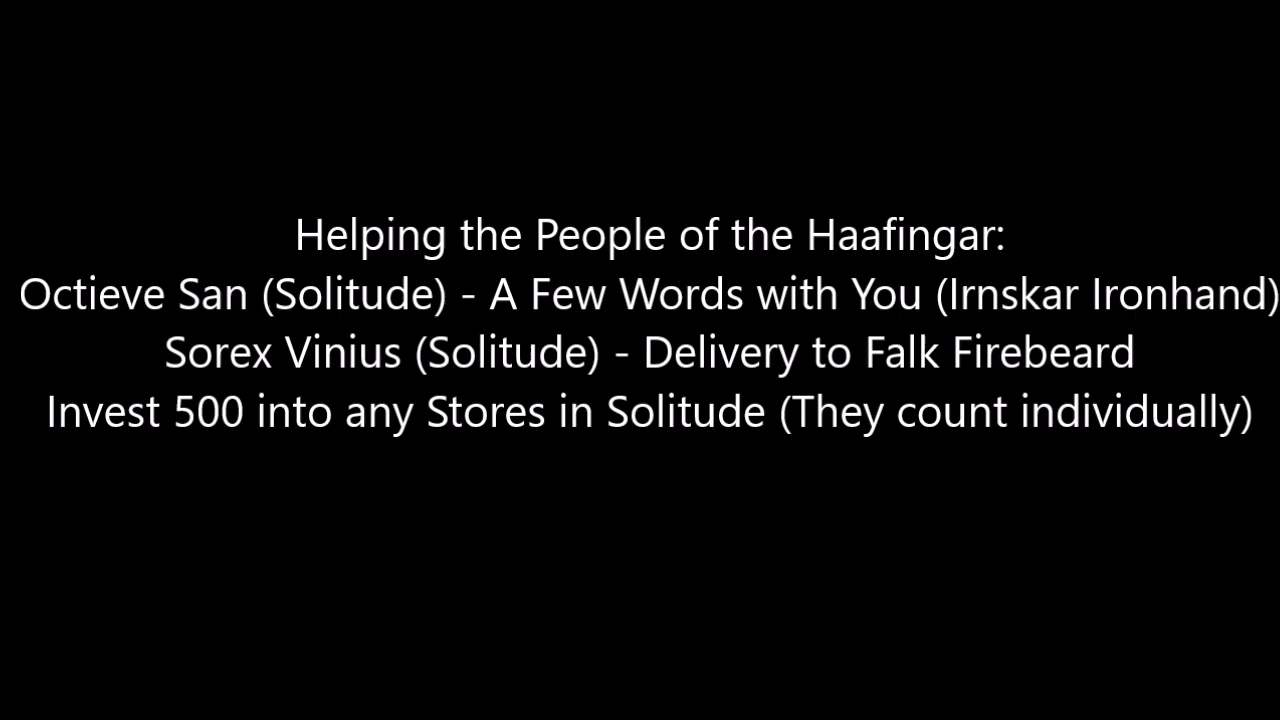 Helping the People of the Haafingar:
Octieve San (Solitude) - A Few Words with You (Irnskar Ironhand)
Sorex Vinius (Solitude) - Delivery to Falk Firebeard
Invest 500 into any Stores in Solitude (They count individually)